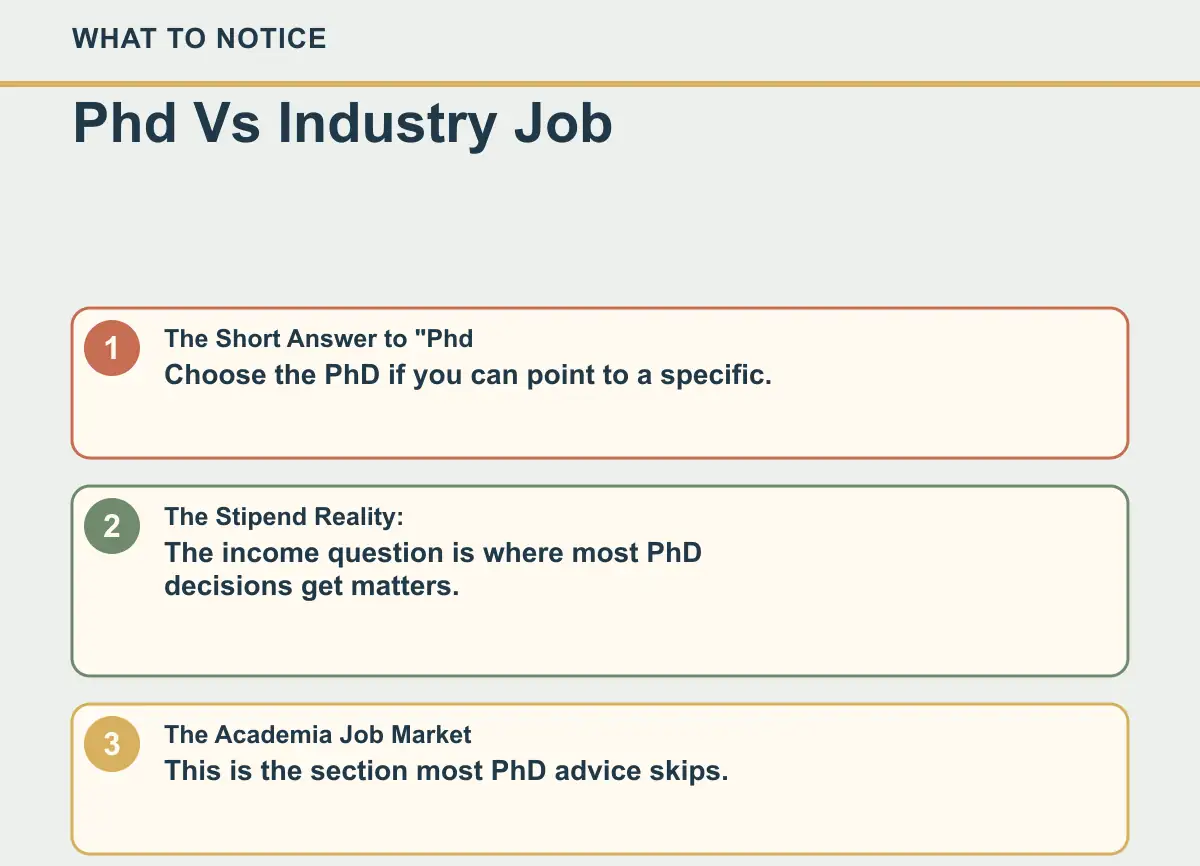 WHAT TO NOTICE
Phd Vs Industry Job
1
The Short Answer to "Phd
Choose the PhD if you can point to a specific.
2
The Stipend Reality:
The income question is where most PhD
decisions get matters.
3
The Academia Job Market
This is the section most PhD advice skips.